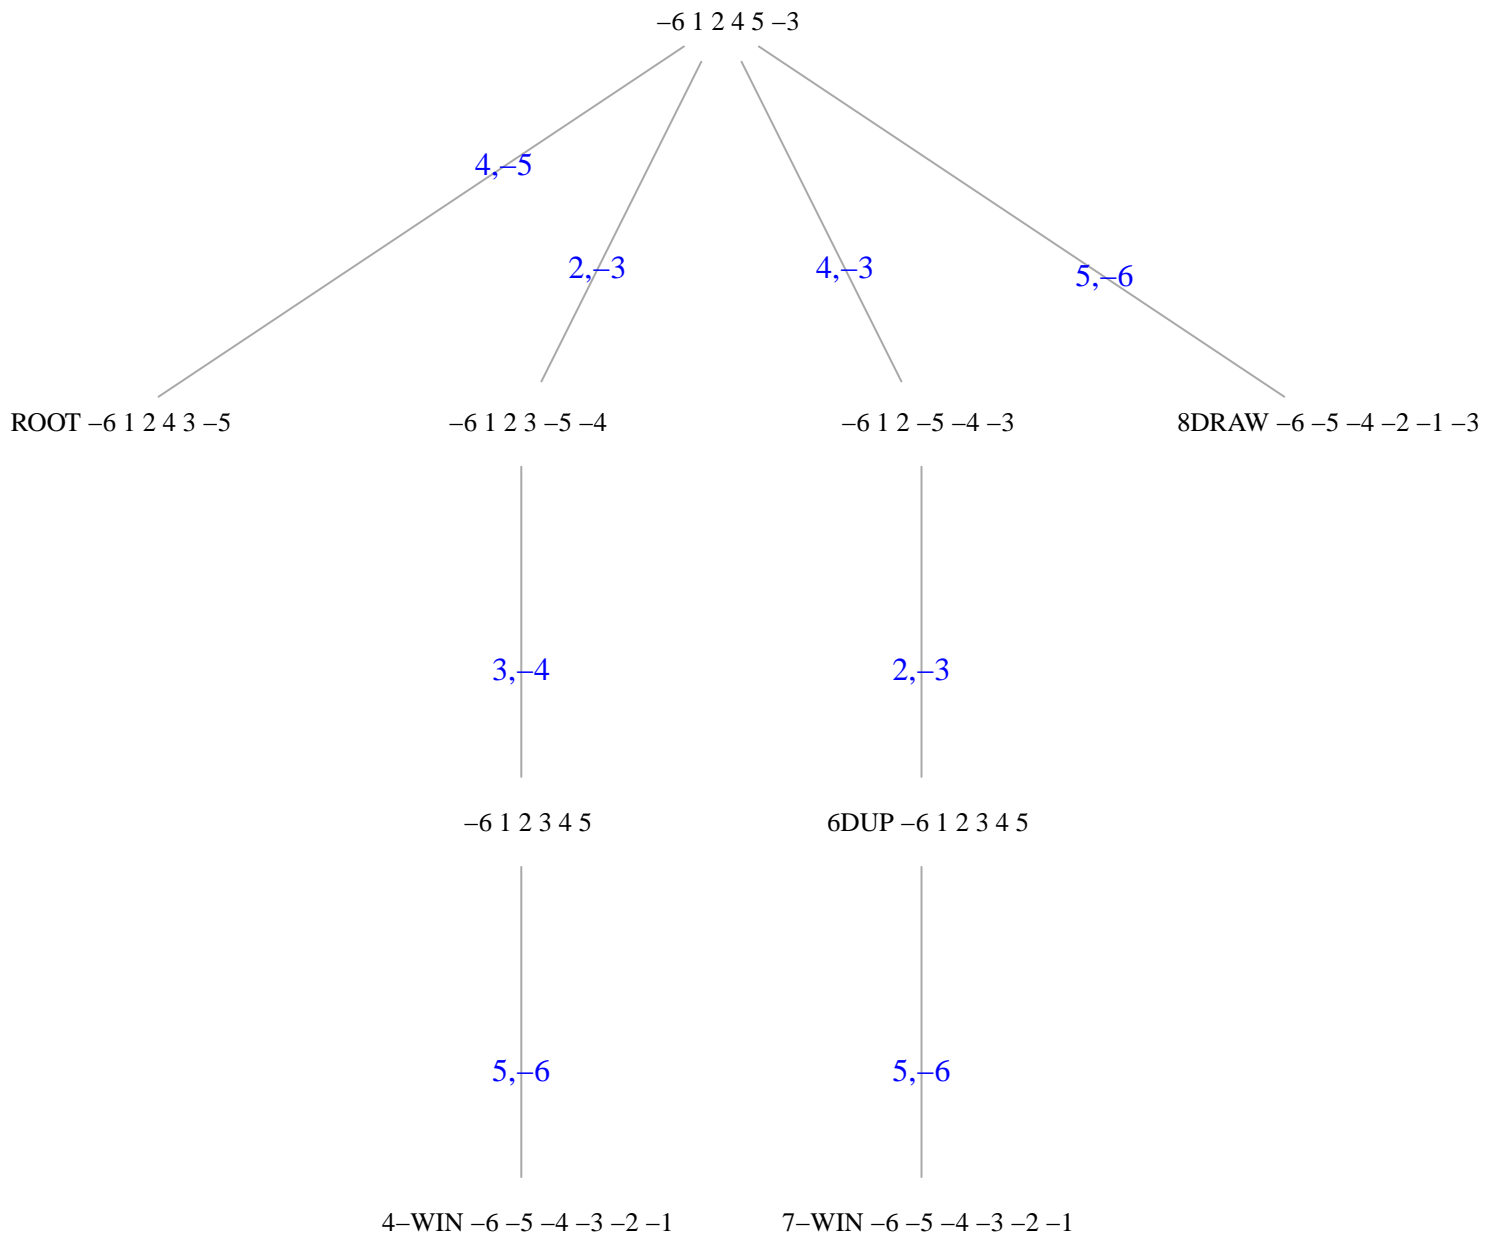 −6 1 2 4 5 −3
4,−5
2,−3
4,−3
5,−6
ROOT −6 1 2 4 3 −5
−6 1 2 3 −5 −4
−6 1 2 −5 −4 −3
8DRAW −6 −5 −4 −2 −1 −3
3,−4
2,−3
−6 1 2 3 4 5
6DUP −6 1 2 3 4 5
5,−6
5,−6
4−WIN −6 −5 −4 −3 −2 −1
7−WIN −6 −5 −4 −3 −2 −1